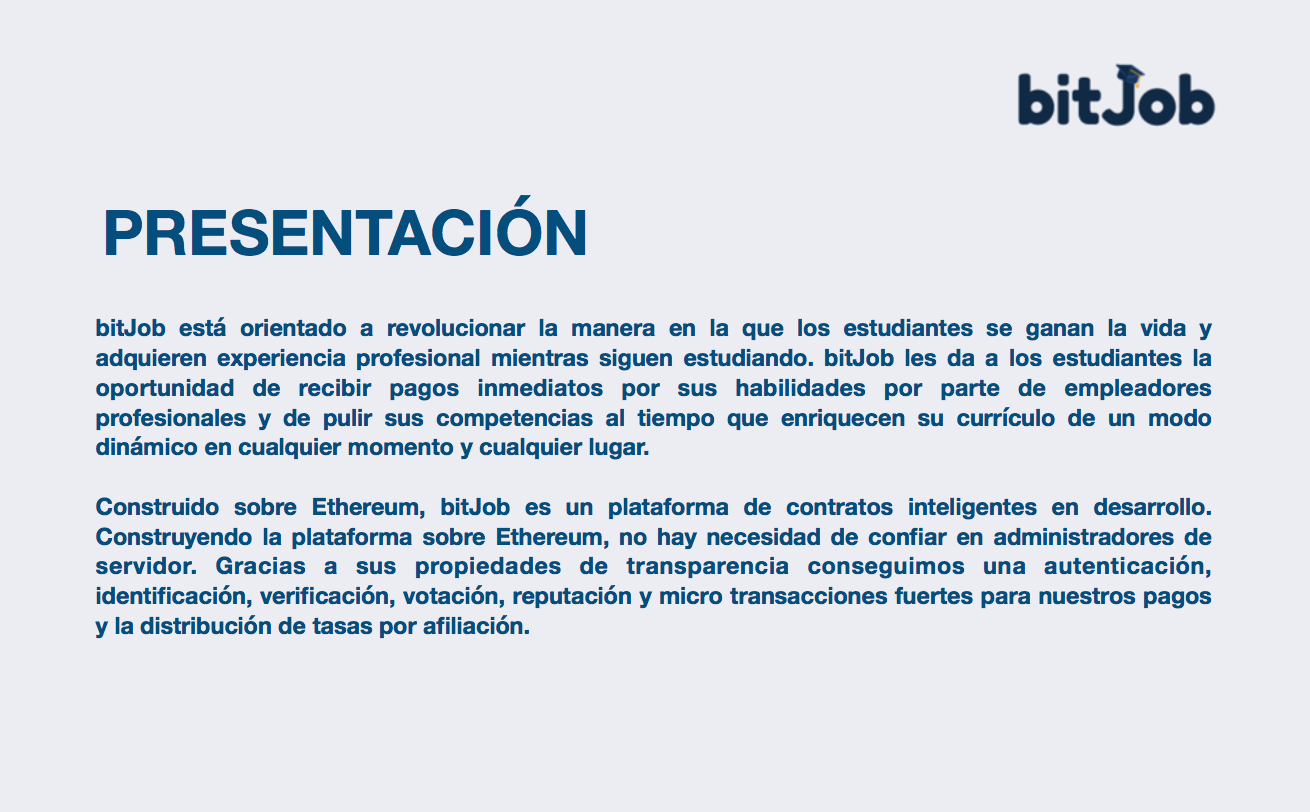 bitJob
PRESENTACIÓN
bitJob está orientado a revolucionar la manera en la que los estudiantes se ganan la vida y
adquieren experiencia profesional mientras siguen estudiando. bitJob les da a los estudiantes la
oportunidad de recibir pagos inmediatos por sus habilidades por parte de empleadores
profesionales y de pulir sus competencias al tiempo que enriquecen su currículo de un modo
dinámico en cualquier momento y cualquier lugar.
Construido sobre Ethereum, bitJob es un plataforma de contratos inteligentes en desarrollo.
Construyendo la plataforma sobre Ethereum, no hay necesidad de confiar en administradores de
servidor. Gracias a sus propiedades de transparencia conseguimos una autenticación,
identificación, verificación, votación, reputación y micro transacciones fuertes para nuestros pagos
y la distribución de tasas por afiliación.